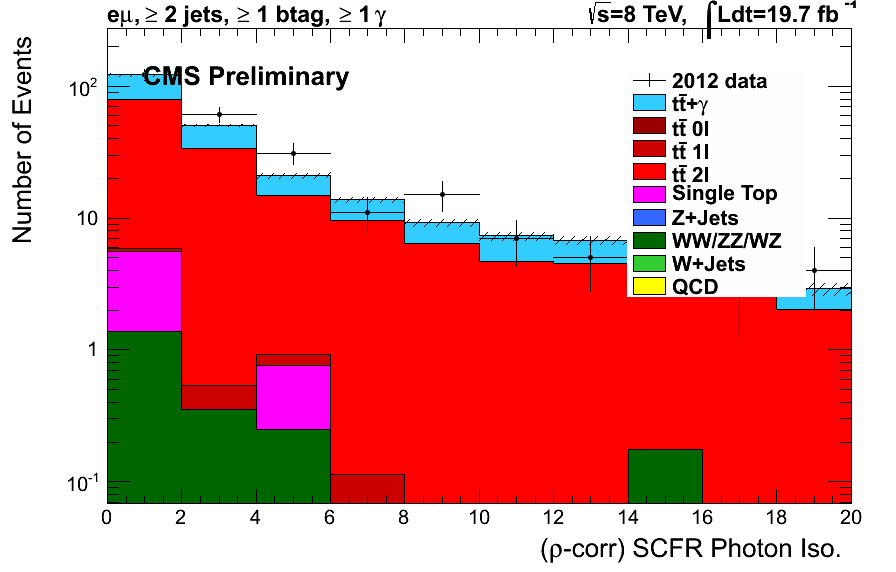 eμ, ≥ 2 jets, ≥ 1 btag, ≥ 1 γ
√s=8 TeV, ∫Ldt=19.7 fb⁻¹
CMS Preliminary
2012 data
tt̄+γ
tt̄ 0l
tt̄ 1l
tt̄ 2l
Single Top
Z+Jets
WW/ZZ/WZ
W+Jets
QCD
Number of Events
10²
10
1
10⁻¹
0 2 4 6 8 10 12 14 16 18 20
(ρ-corr) SCFR Photon Iso.